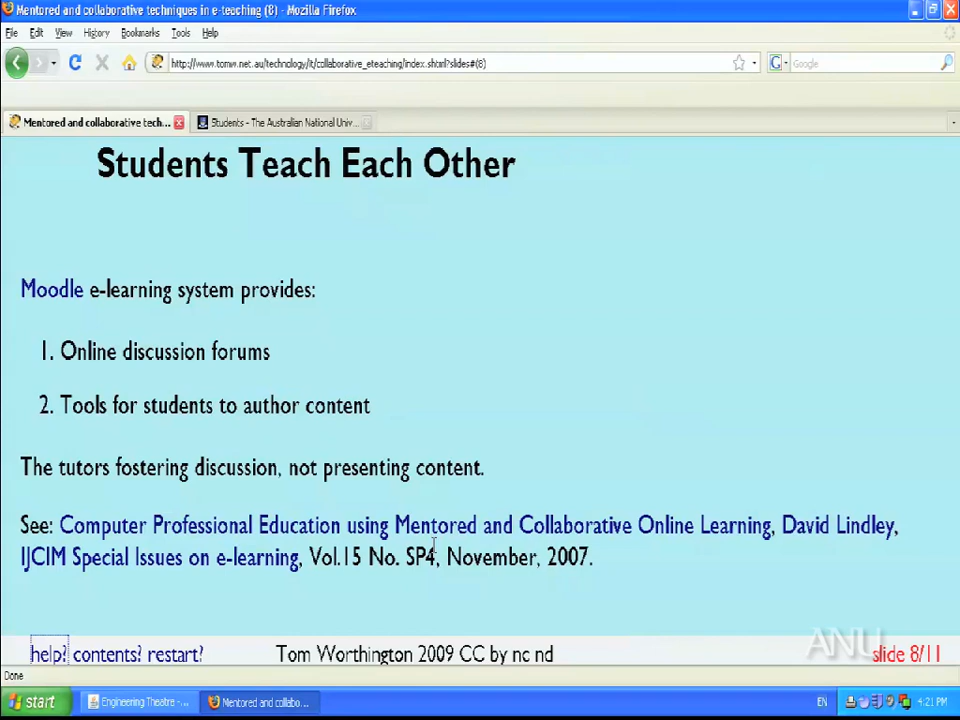 Mentored and collaborative techniques in e-teaching (8) - Mozilla Firefox
File Edit View History Bookmarks Tools Help
http://www.tomw.net.au/technology/it/collaborative_eteaching/index.shtml?slides#(8)
G Google
Mentored and collaborative tech... Students - The Australian National Univ...
Students Teach Each Other
Moodle e-learning system provides:
1. Online discussion forums
2. Tools for students to author content
The tutors fostering discussion, not presenting content.
See: Computer Professional Education using Mentored and Collaborative Online Learning, David Lindley,
IJCIM Special Issues on e-learning, Vol.15 No. SP4, November, 2007.
help? contents? restart? Tom Worthington 2009 CC by nc nd ANU slide 8/11
Done
start Engineering Theatre -... Mentored and collabo... EN 4:21 PM